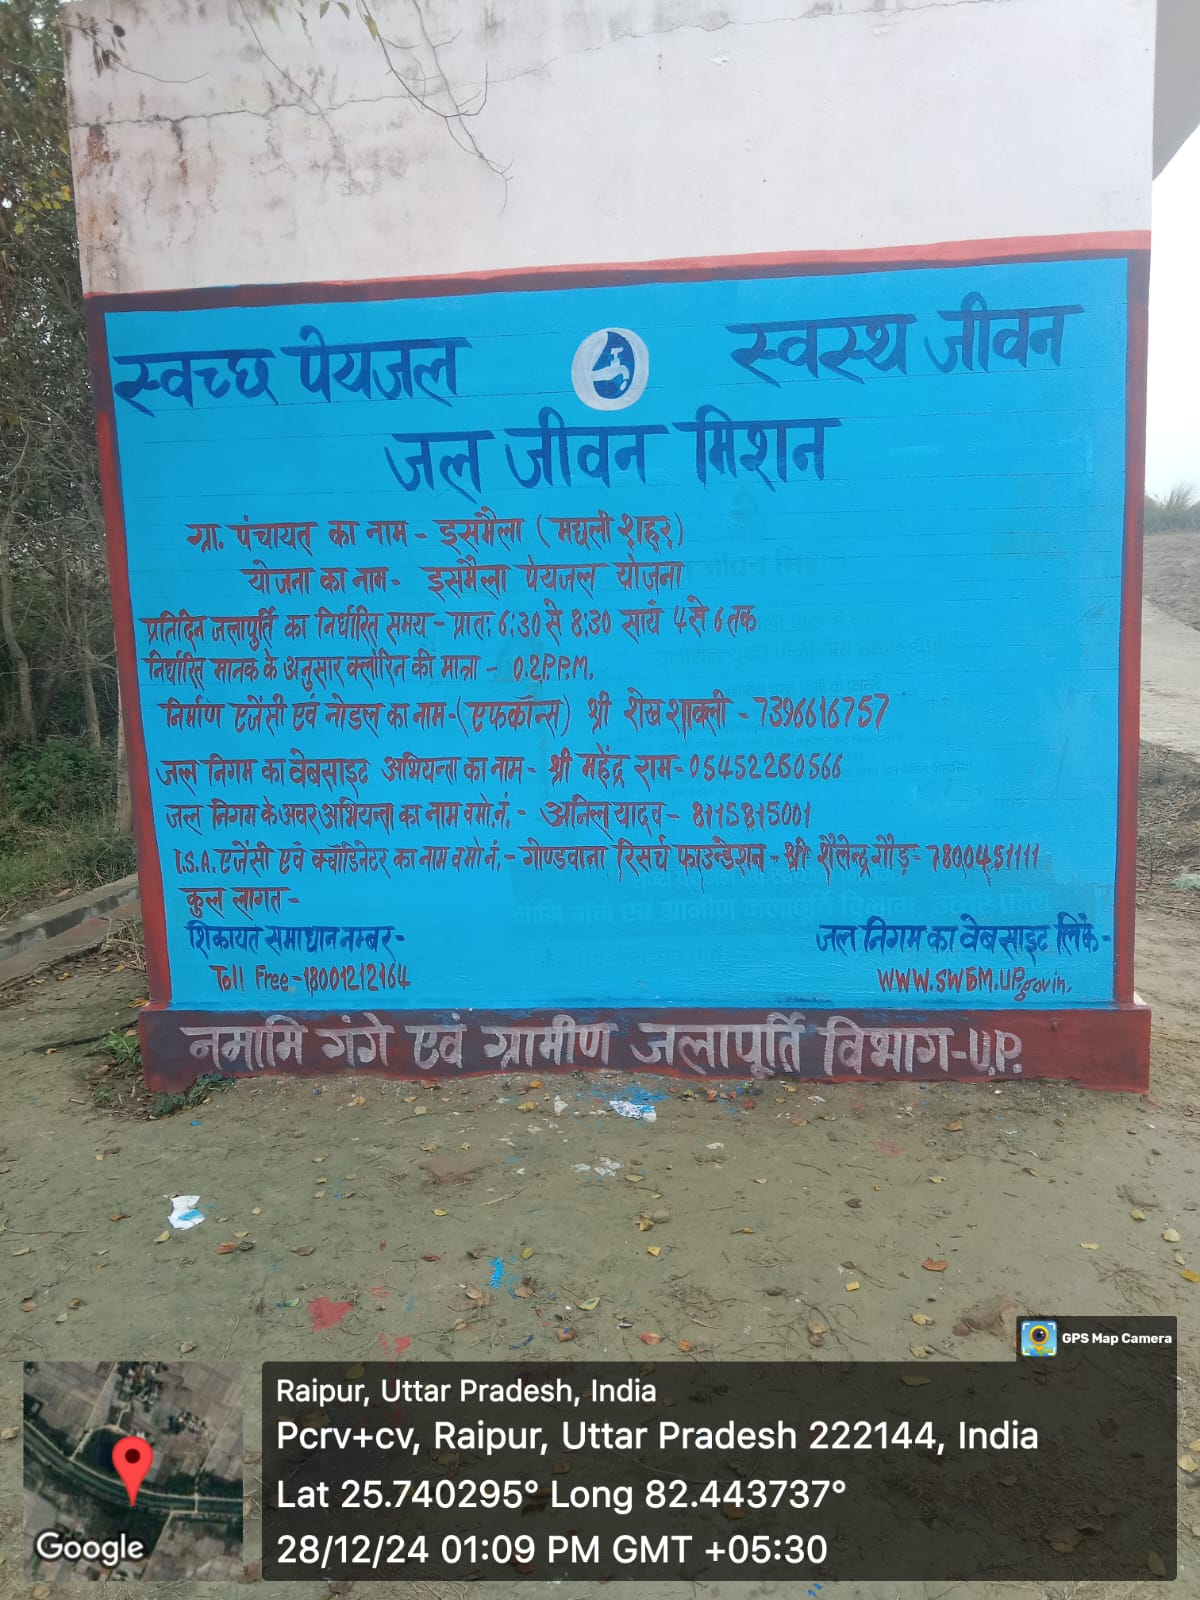 स्वच्छ पेयजल स्वस्थ जीवन
जल जीवन मिशन
ग्रा. पंचायत का नाम - इसमैला (मछली शहर)
योजना का नाम - इसमैला पेयजल योजना
प्रतिदिन जलापुर्ति का निर्धारित समय - प्रातः 6:30 से 8:30 सायं 4 से 6 तक
निर्धारित मानक के अनुसार क्लोरिन की मात्रा - 0.2 P.P.M.
निर्माण एजेंसी एवं नोडल का नाम - (एफकॉन्स) श्री शेख शाक्ली - 7396616757
जल निगम का वेबसाइट अभियन्ता का नाम - श्री महेंद्र राम - 05452260566
जल निगम के अवर अभियन्ता का नाम व मो.नं. - अनिल यादव - 8115815001
I.S.A. एजेंसी एवं क्वॉडिनेटर का नाम व मो नं. - गोण्डवाना रिसर्च फाउन्डेशन - श्री शैलेन्द्र गौड़ - 7800451111
कुल लागत -
शिकायत समाधान नम्बर -
जल निगम का वेबसाइट लिंक -
Toll Free - 18001212164
WWW.SWSM.UP.gov.in.
नमामि गंगे एवं ग्रामीण जलापूर्ति विभाग - U.P.
GPS Map Camera
Raipur, Uttar Pradesh, India
Pcrv+cv, Raipur, Uttar Pradesh 222144, India
Lat 25.740295° Long 82.443737°
28/12/24 01:09 PM GMT +05:30
Google